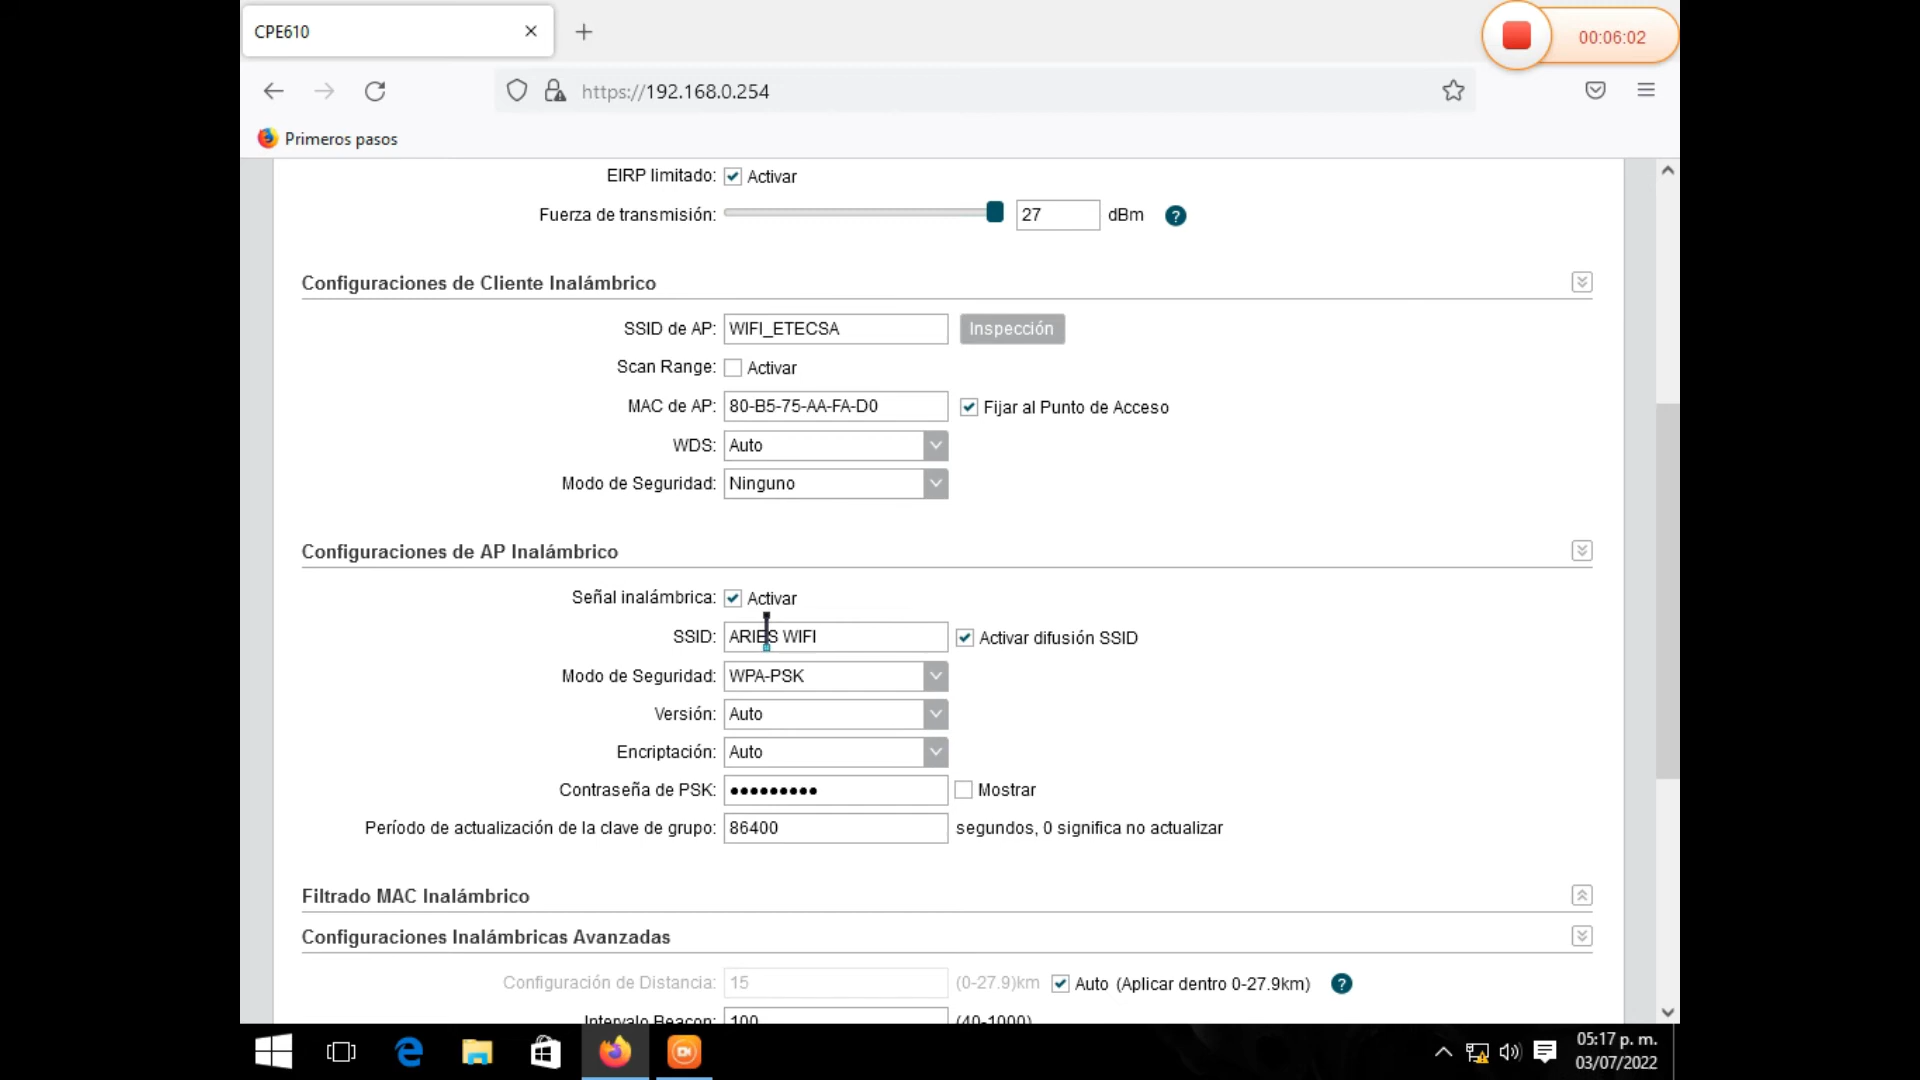 CPE610
00:06:02
https://192.168.0.254
Primeros pasos
EIRP limitado: Activar
Fuerza de transmisión: 27 dBm ?
Configuraciones de Cliente Inalámbrico
SSID de AP: WIFI_ETECSA Inspección
Scan Range: Activar
MAC de AP: 80-B5-75-AA-FA-D0 Fijar al Punto de Acceso
WDS: Auto
Modo de Seguridad: Ninguno
Configuraciones de AP Inalámbrico
Señal inalámbrica: Activar
SSID: ARIES WIFI Activar difusión SSID
Modo de Seguridad: WPA-PSK
Versión: Auto
Encriptación: Auto
Contraseña de PSK: ●●●●●●●●● Mostrar
Período de actualización de la clave de grupo: 86400 segundos, 0 significa no actualizar
Filtrado MAC Inalámbrico
Configuraciones Inalámbricas Avanzadas
Configuración de Distancia: 15 (0-27.9)km Auto (Aplicar dentro 0-27.9km) ?
Intervalo Beacon: 100 (40-1000)
05:17 p. m.
03/07/2022